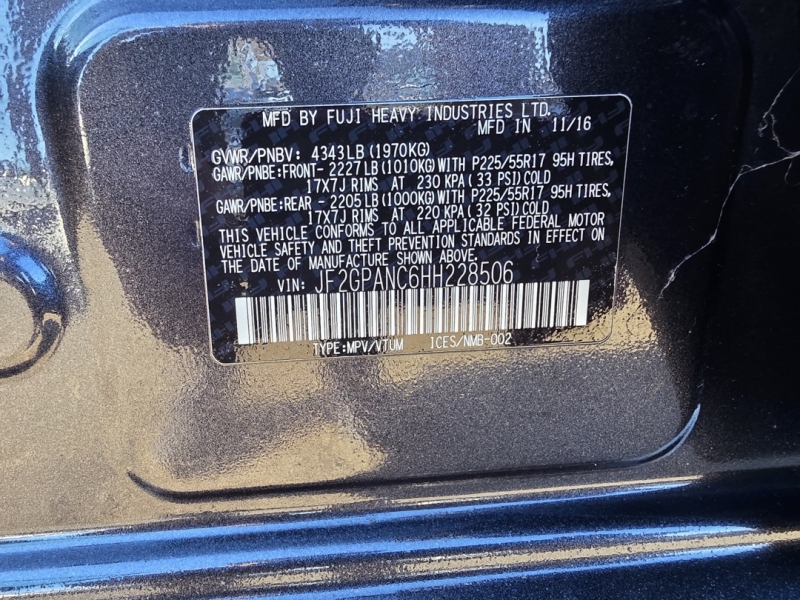 MFD BY FUJI HEAVY INDUSTRIES LTD.
MFD IN 11/16
GVWR/PNBV: 4343LB (1970KG)
GAWR/PNBE:FRONT- 2227LB (1010KG)WITH P225/55R17 95H TIRES,
17X7J RIMS AT 230 KPA (33 PSI)COLD
GAWR/PNBE:REAR - 2205LB (1000KG)WITH P225/55R17 95H TIRES,
17X7J RIMS AT 220 KPA (32 PSI)COLD
THIS VEHICLE CONFORMS TO ALL APPLICABLE FEDERAL MOTOR
VEHICLE SAFETY AND THEFT PREVENTION STANDARDS IN EFFECT ON
THE DATE OF MANUFACTURE SHOWN ABOVE.
VIN: JF2GPANC6HH228506
TYPE:MPV/VTUM ICES/NMB-002